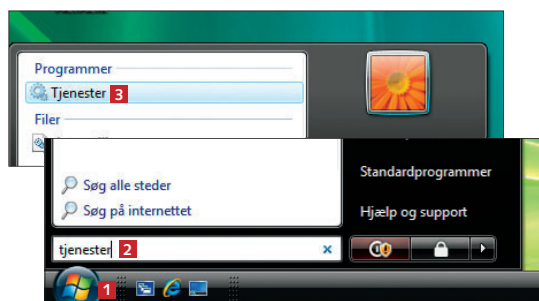 Programmer
Tjenester 3
Filer
Søg alle steder
Søg på internettet
Standardprogrammer
Hjælp og support
tjenester 2
1